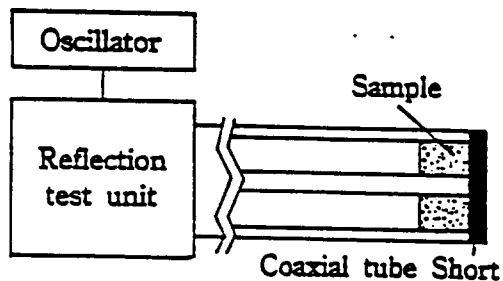 Oscillator
Sample
Reflection
test unit
Coaxial tube Short